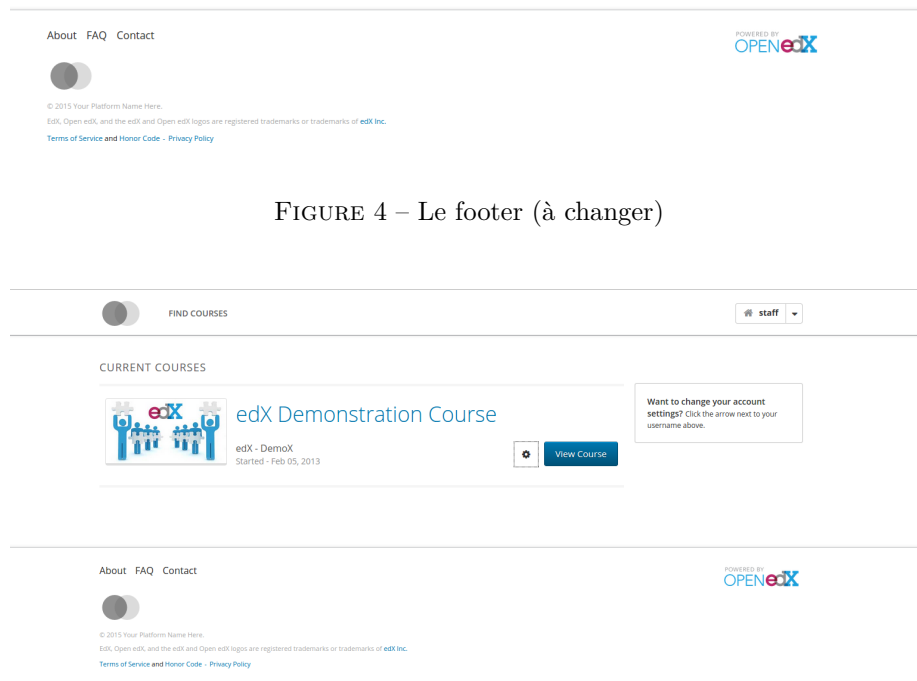 About FAQ Contact
POWERED BY
OPEN edX
© 2015 Your Platform Name Here.
EdX, Open edX, and the edX and Open edX logos are registered trademarks or trademarks of edX Inc.
Terms of Service and Honor Code - Privacy Policy
FIGURE 4 – Le footer (à changer)
FIND COURSES
staff
CURRENT COURSES
edX
edX Demonstration Course
edX - DemoX
Started - Feb 05, 2013
View Course
Want to change your account
settings? Click the arrow next to your
username above.
About FAQ Contact
POWERED BY
OPEN edX
© 2015 Your Platform Name Here.
EdX, Open edX, and the edX and Open edX logos are registered trademarks or trademarks of edX Inc.
Terms of Service and Honor Code - Privacy Policy